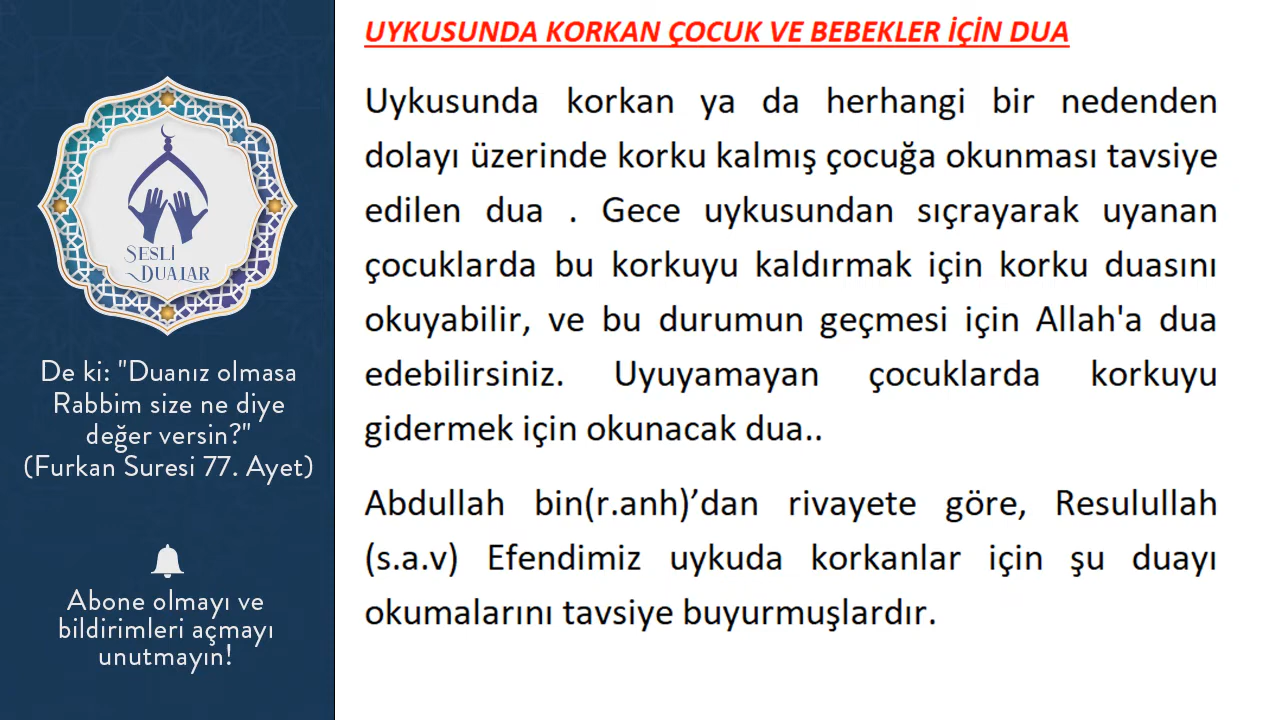 SESLİ
DUALAR
De ki: "Duanız olmasa
Rabbim size ne diye
değer versin?"
(Furkan Suresi 77. Ayet)
Abone olmayı ve
bildirimleri açmayı
unutmayın!
UYKUSUNDA KORKAN ÇOCUK VE BEBEKLER İÇİN DUA
Uykusunda korkan ya da herhangi bir nedenden
dolayı üzerinde korku kalmış çocuğa okunması tavsiye
edilen dua . Gece uykusundan sıçrayarak uyanan
çocuklarda bu korkuyu kaldırmak için korku duasını
okuyabilir, ve bu durumun geçmesi için Allah'a dua
edebilirsiniz. Uyuyamayan çocuklarda korkuyu
gidermek için okunacak dua..
Abdullah bin(r.anh)’dan rivayete göre, Resulullah
(s.a.v) Efendimiz uykuda korkanlar için şu duayı
okumalarını tavsiye buyurmuşlardır.